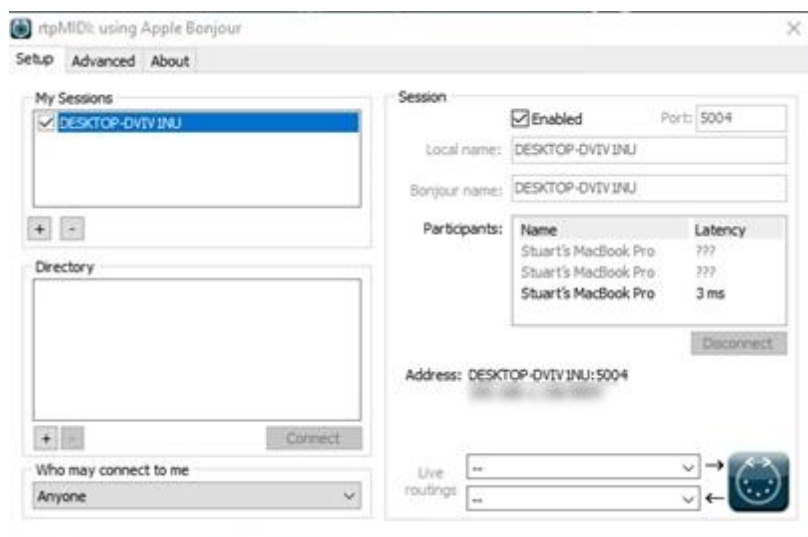 rtpMIDI: using Apple Bonjour
Setup Advanced About
My Sessions
DESKTOP-DVIV1NU
+ -
Directory
+ -
Connect
Who may connect to me
Anyone
Session
Enabled
Port: 5004
Local name: DESKTOP-DVIV1NU
Bonjour name: DESKTOP-DVIV1NU
Participants:
Name Latency
Stuart's MacBook Pro ???
Stuart's MacBook Pro ???
Stuart's MacBook Pro 3 ms
Disconnect
Address: DESKTOP-DVIV1NU:5004
Live
routings
--
--